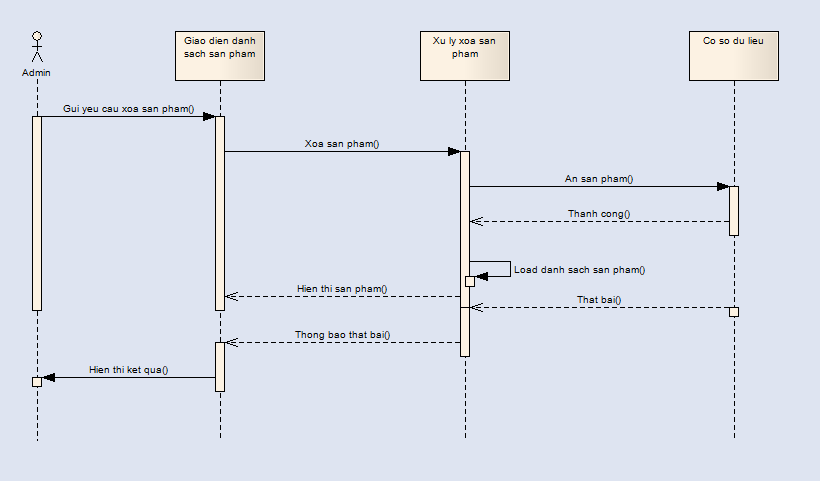 Giao dien danh
sach san pham
Xu ly xoa san
pham
Co so du lieu
Admin
Gui yeu cau xoa san pham()
Xoa san pham()
An san pham()
Thanh cong()
Load danh sach san pham()
Hien thi san pham()
That bai()
Thong bao that bai()
Hien thi ket qua()